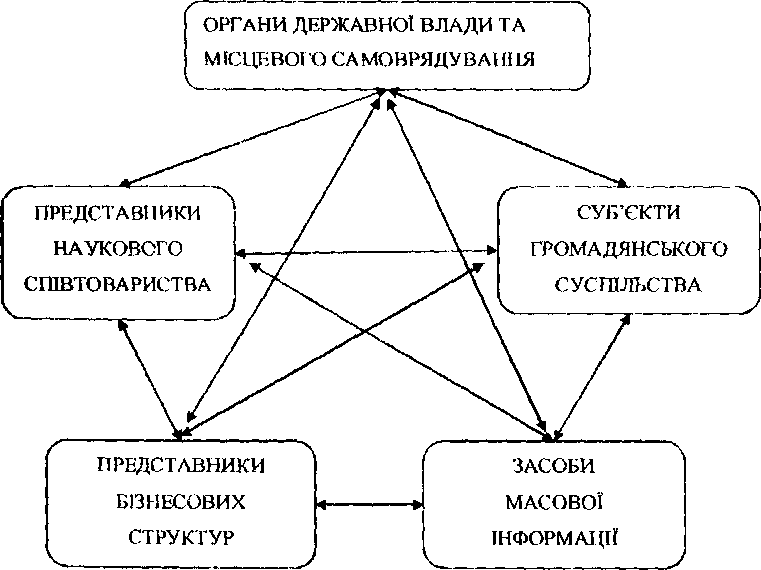 ОРГАНИ ДЕРЖАВНОЇ ВЛАДИ ТА
МІСЦЕВОГО САМОВРЯДУВАННЯ
ПРЕДСТАВНИКИ
НАУКОВОГО
СПІВТОВАРИСТВА
СУБ'ЄКТИ
ГРОМАДЯНСЬКОГО
СУСПІЛЬСТВА
ПРЕДСТАВНИКИ
БІЗНЕСОВИХ
СТРУКТУР
ЗАСОБИ
МАСОВОЇ
ІНФОРМАЦІЇ